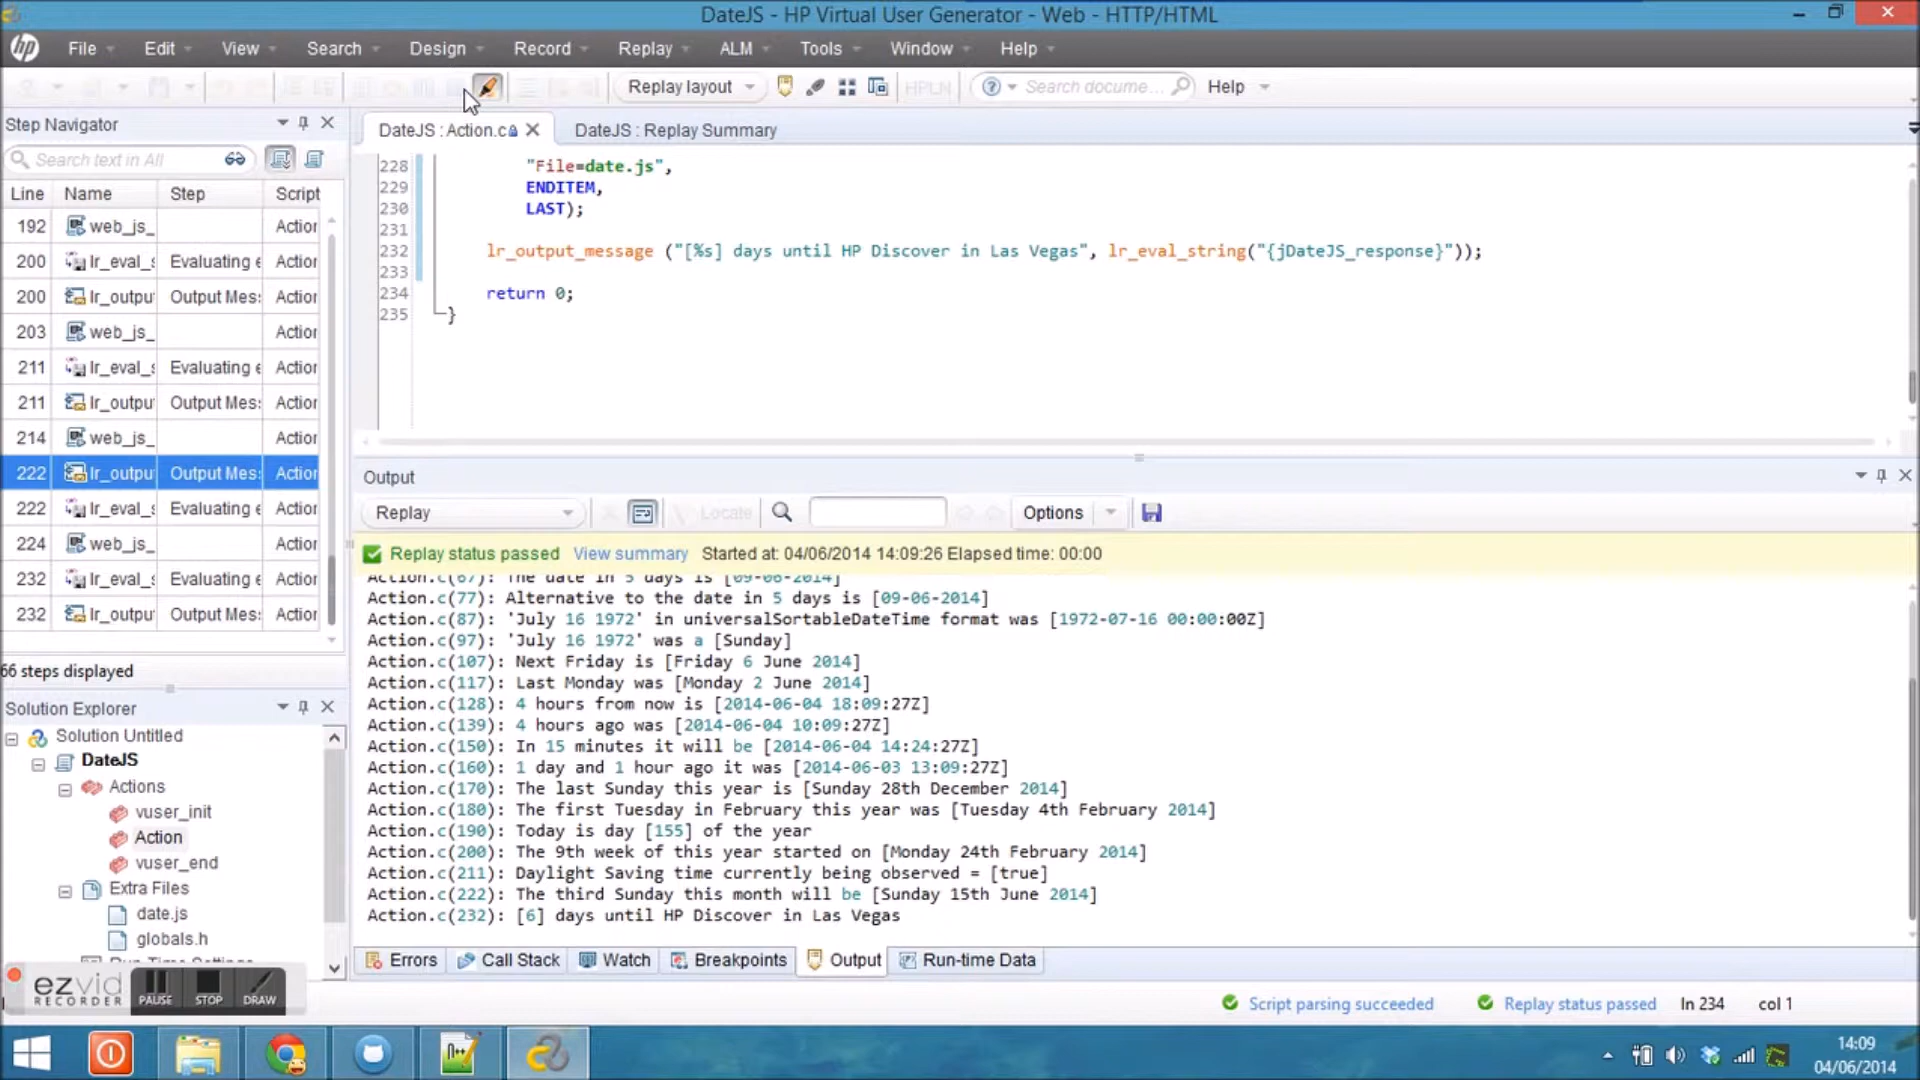 DateJS - HP Virtual User Generator - Web - HTTP/HTML
hp File Edit View Search Design Record Replay ALM Tools Window Help
Replay layout HPLN Search docume... Help
Step Navigator
DateJS : Action.c DateJS : Replay Summary
Search text in All
Line Name Step Script
192 web_js_ Action
200 lr_eval_s Evaluating e Action
200 lr_outpu Output Mes: Action
203 web_js_ Action
211 lr_eval_s Evaluating e Action
211 lr_outpu Output Mes: Action
214 web_js_ Action
222 lr_outpu Output Mes: Action
222 lr_eval_s Evaluating e Action
224 web_js_ Action
232 lr_eval_s Evaluating e Action
232 lr_outpu Output Mes: Action
66 steps displayed
228 "File=date.js",
229 ENDITEM,
230 LAST);
231
232 lr_output_message ("[%s] days until HP Discover in Las Vegas", lr_eval_string("{jDateJS_response}"));
233
234 return 0;
235 }
Output
Replay Locate Options
Replay status passed View summary Started at: 04/06/2014 14:09:26 Elapsed time: 00:00
Action.c(67): The date in 5 days is [09-06-2014]
Action.c(77): Alternative to the date in 5 days is [09-06-2014]
Action.c(87): 'July 16 1972' in universalSortableDateTime format was [1972-07-16 00:00:00Z]
Action.c(97): 'July 16 1972' was a [Sunday]
Action.c(107): Next Friday is [Friday 6 June 2014]
Action.c(117): Last Monday was [Monday 2 June 2014]
Action.c(128): 4 hours from now is [2014-06-04 18:09:27Z]
Action.c(139): 4 hours ago was [2014-06-04 10:09:27Z]
Action.c(150): In 15 minutes it will be [2014-06-04 14:24:27Z]
Action.c(160): 1 day and 1 hour ago it was [2014-06-03 13:09:27Z]
Action.c(170): The last Sunday this year is [Sunday 28th December 2014]
Action.c(180): The first Tuesday in February this year was [Tuesday 4th February 2014]
Action.c(190): Today is day [155] of the year
Action.c(200): The 9th week of this year started on [Monday 24th February 2014]
Action.c(211): Daylight Saving time currently being observed = [true]
Action.c(222): The third Sunday this month will be [Sunday 15th June 2014]
Action.c(232): [6] days until HP Discover in Las Vegas
Solution Explorer
Solution Untitled
DateJS
Actions
vuser_init
Action
vuser_end
Extra Files
date.js
globals.h
Run-Time Settings
Errors Call Stack Watch Breakpoints Output Run-time Data
ezvid
RECORDER
PAUSE STOP DRAW
Script parsing succeeded Replay status passed ln 234 col 1
n++
14:09
04/06/2014